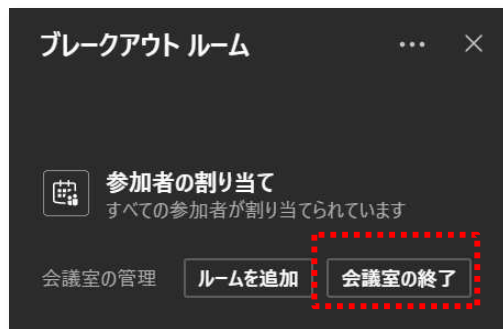 ブレークアウト ルーム
参加者の割り当て
すべての参加者が割り当てられています
会議室の管理 ルームを追加 会議室の終了